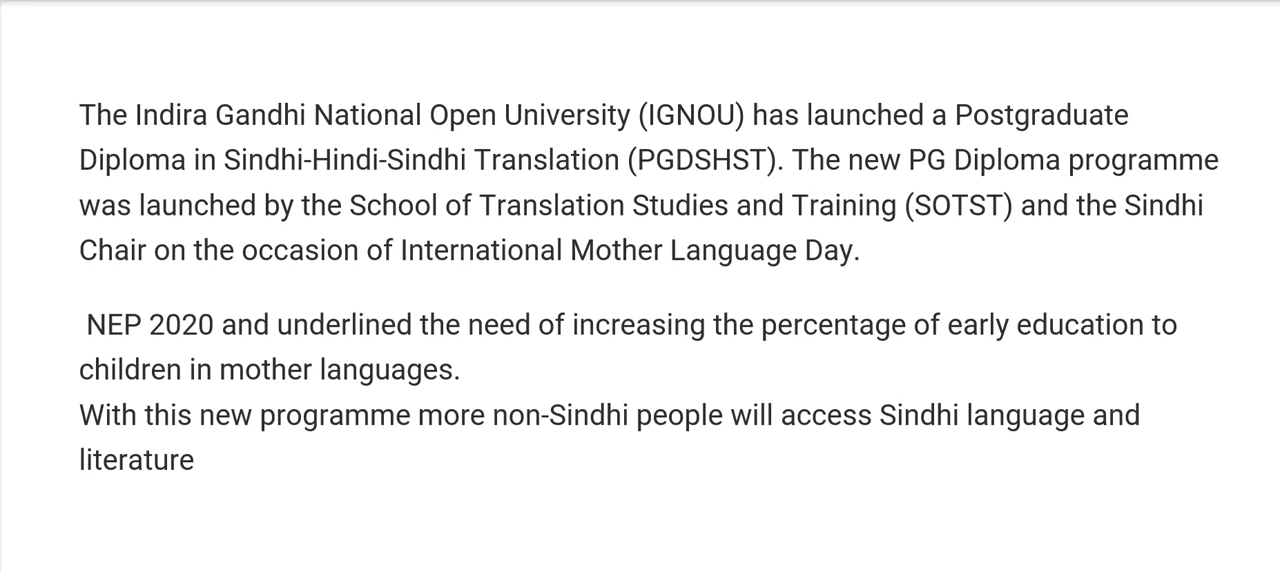 The Indira Gandhi National Open University (IGNOU) has launched a Postgraduate
Diploma in Sindhi-Hindi-Sindhi Translation (PGDSHST). The new PG Diploma programme
was launched by the School of Translation Studies and Training (SOTST) and the Sindhi
Chair on the occasion of International Mother Language Day.
NEP 2020 and underlined the need of increasing the percentage of early education to
children in mother languages.
With this new programme more non-Sindhi people will access Sindhi language and
literature